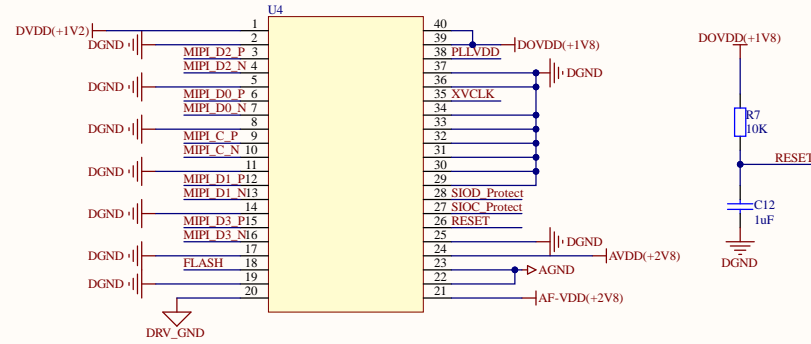 U4
DVDD(+1V2)
1
40
DGND
2
39
DOVDD(+1V8)
MIPI_D2_P
3
38
PLLVDD
MIPI_D2_N
4
37
DGND
DGND
5
36
MIPI_D0_P
6
35
XVCLK
MIPI_D0_N
7
34
DGND
8
33
MIPI_C_P
9
32
MIPI_C_N
10
31
DGND
11
30
MIPI_D1_P
12
29
MIPI_D1_N
13
28
SIOD_Protect
DGND
14
27
SIOC_Protect
MIPI_D3_P
15
26
RESET
MIPI_D3_N
16
25
DGND
DGND
17
24
AVDD(+2V8)
FLASH
18
23
AGND
DGND
19
22
20
21
AF-VDD(+2V8)
DRV_GND
DOVDD(+1V8)
R7
10K
RESET
C12
1uF
DGND